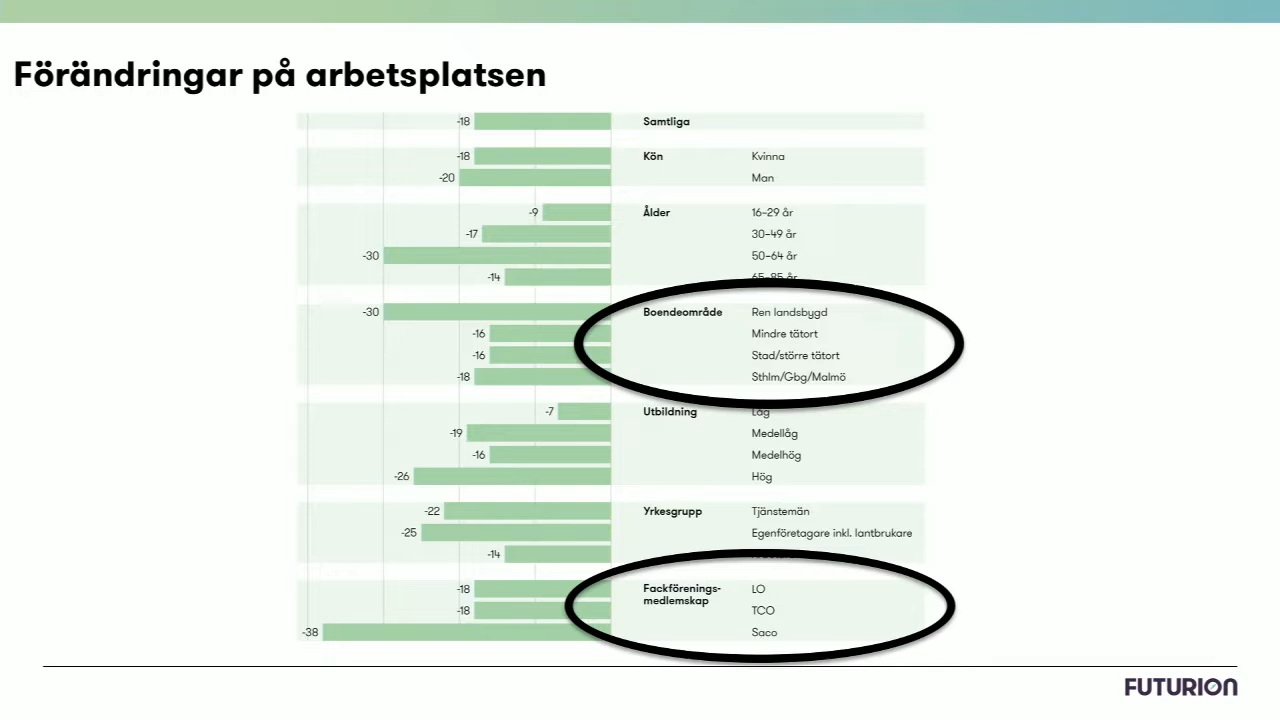 Förändringar på arbetsplatsen
-18 Samtliga
-18 Kön Kvinna
-20 Man
-9 Ålder 16–29 år
-17 30–49 år
-30 50–64 år
-14 65–85 år
-30 Boendeområde Ren landsbygd
-16 Mindre tätort
-16 Stad/större tätort
-18 Sthlm/Gbg/Malmö
-7 Utbildning Låg
-19 Medellåg
-16 Medelhög
-26 Hög
-22 Yrkesgrupp Tjänstemän
-25 Egenföretagare inkl. lantbrukare
-14
-18 Fackförenings- LO
medlemskap
-18 TCO
-38 Saco
FUTURION